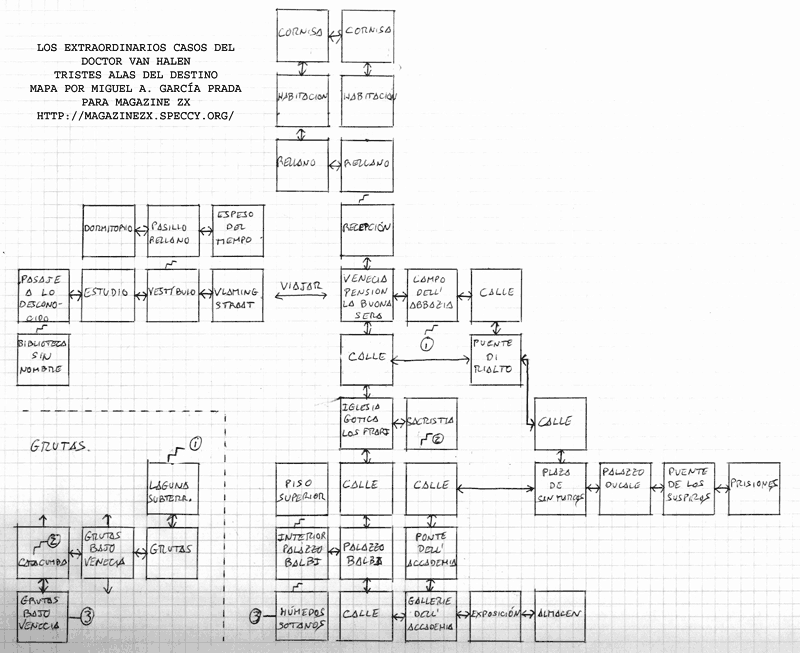 LOS EXTRAORDINARIOS CASOS DEL
DOCTOR VAN HALEN
TRISTES ALAS DEL DESTINO
MAPA POR MIGUEL A. GARCÍA PRADA
PARA MAGAZINE ZX
HTTP://MAGAZINEZX.SPECCY.ORG/
CORNISA
CORNISA
HABITACION
HABITACION
RELLANO
RELLANO
DORMITORIO
PASILLO
RELLANO
ESPESO
DEL
TIEMPO
RECEPCIÓN
PASAJE
A LO
DESCONO-
CIDO
ESTUDIO
VESTÍBULO
VLAMING
STRAAT
VIAJAR
VENECIA
PENSION
LA BUONA
SERA
CAMPO
DELL'
ABBAZIA
CALLE
1
BIBLIOTECA
SIN
NOMBRE
CALLE
PUENTE
DI
RIALTO
IGLESIA
GOTICA
LOS FRARI
SACRISTIA
2
CALLE
GRUTAS.
1
LAGUNA
SUBTERR.
PISO
SUPERIOR
CALLE
CALLE
PLAZA
DE
SAN MARCOS
PALAZZO
DUCALE
PUENTE
DE LOS
SUSPIROS
PRISIONES
2
CATACUMBA
GRUTAS
BAJO
VENECIA
GRUTAS
INTERIOR
PALAZZO
BALBI
PALAZZO
BALBI
PONTE
DELL'
ACCADEMIA
GRUTAS
BAJO
VENECIA
3
3
HÚMEDOS
SOTANOS
CALLE
GALLERIE
DELL'
ACCADEMIA
EXPOSICIÓN
ALMACEN